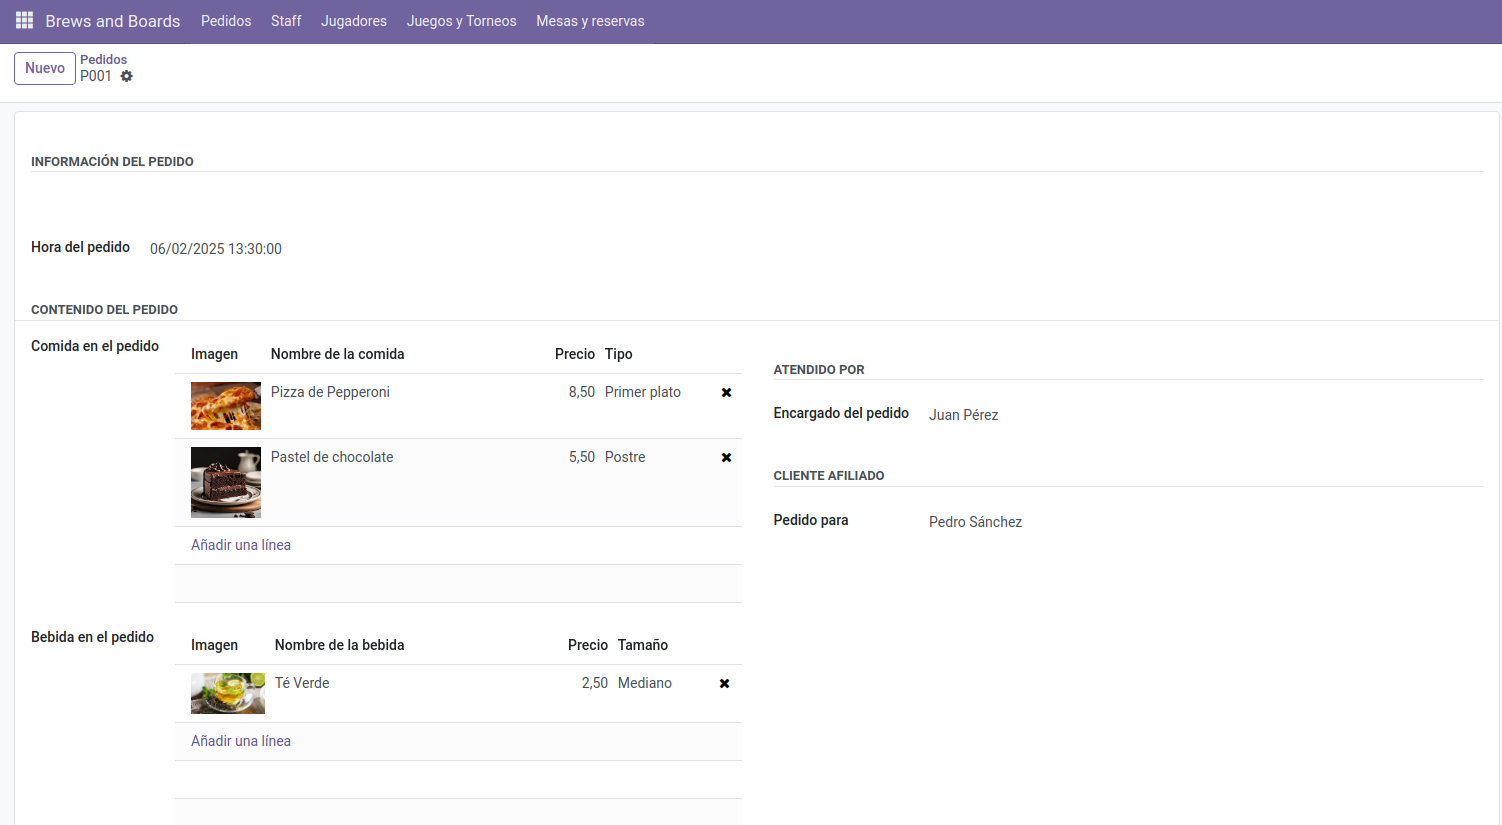 Brews and Boards Pedidos Staff Jugadores Juegos y Torneos Mesas y reservas
Nuevo
Pedidos
P001
INFORMACIÓN DEL PEDIDO
Hora del pedido 06/02/2025 13:30:00
CONTENIDO DEL PEDIDO
Comida en el pedido
Imagen Nombre de la comida Precio Tipo
Pizza de Pepperoni 8,50 Primer plato
Pastel de chocolate 5,50 Postre
Añadir una línea
Bebida en el pedido
Imagen Nombre de la bebida Precio Tamaño
Té Verde 2,50 Mediano
Añadir una línea
ATENDIDO POR
Encargado del pedido Juan Pérez
CLIENTE AFILIADO
Pedido para Pedro Sánchez